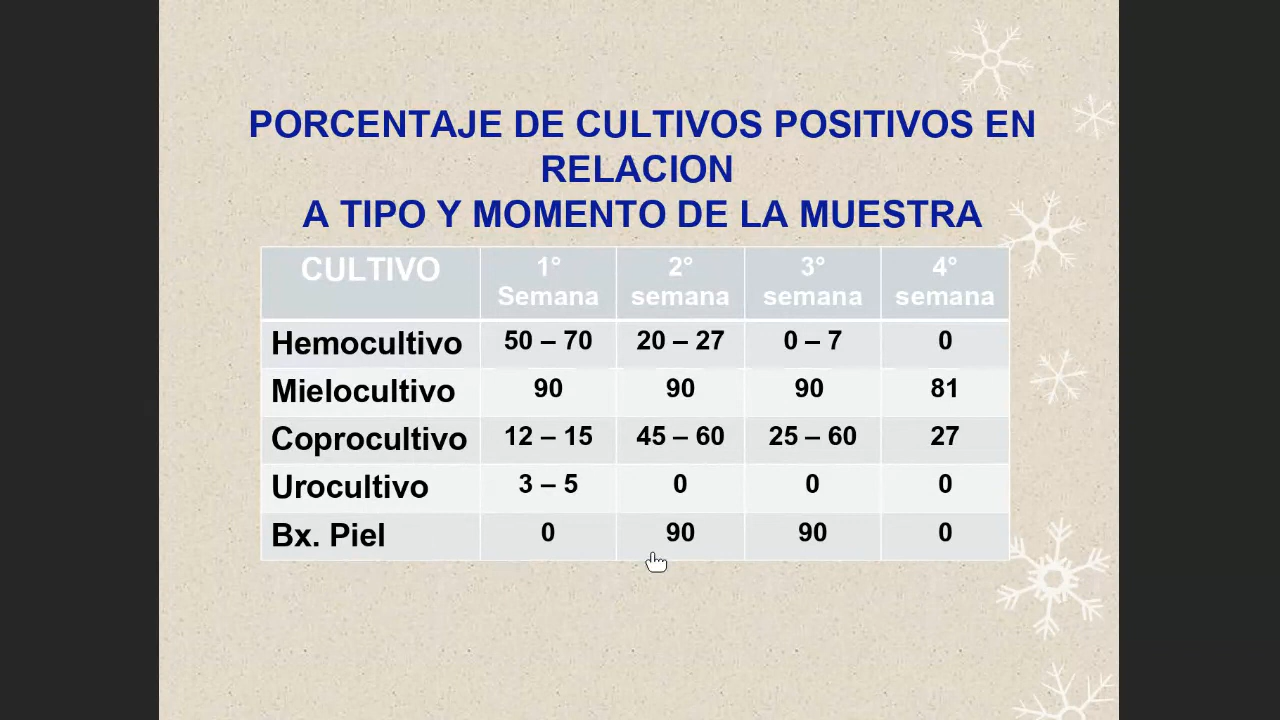 PORCENTAJE DE CULTIVOS POSITIVOS EN
RELACION
A TIPO Y MOMENTO DE LA MUESTRA
CULTIVO 1° Semana 2° semana 3° semana 4° semana
Hemocultivo 50 – 70 20 – 27 0 – 7 0
Mielocultivo 90 90 90 81
Coprocultivo 12 – 15 45 – 60 25 – 60 27
Urocultivo 3 – 5 0 0 0
Bx. Piel 0 90 90 0